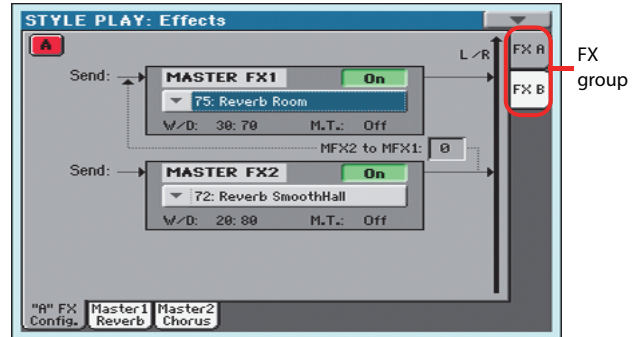 STYLE PLAY: Effects
A
L/R
FX A
FX
group
Send:
MASTER FX1
On
75: Reverb Room
FX B
W/D: 30:70 M.T.: Off
MFX2 to MFX1: 0
Send:
MASTER FX2
On
72: Reverb SmoothHall
W/D: 20:80 M.T.: Off
"A" FX
Config.
Master1
Reverb
Master2
Chorus